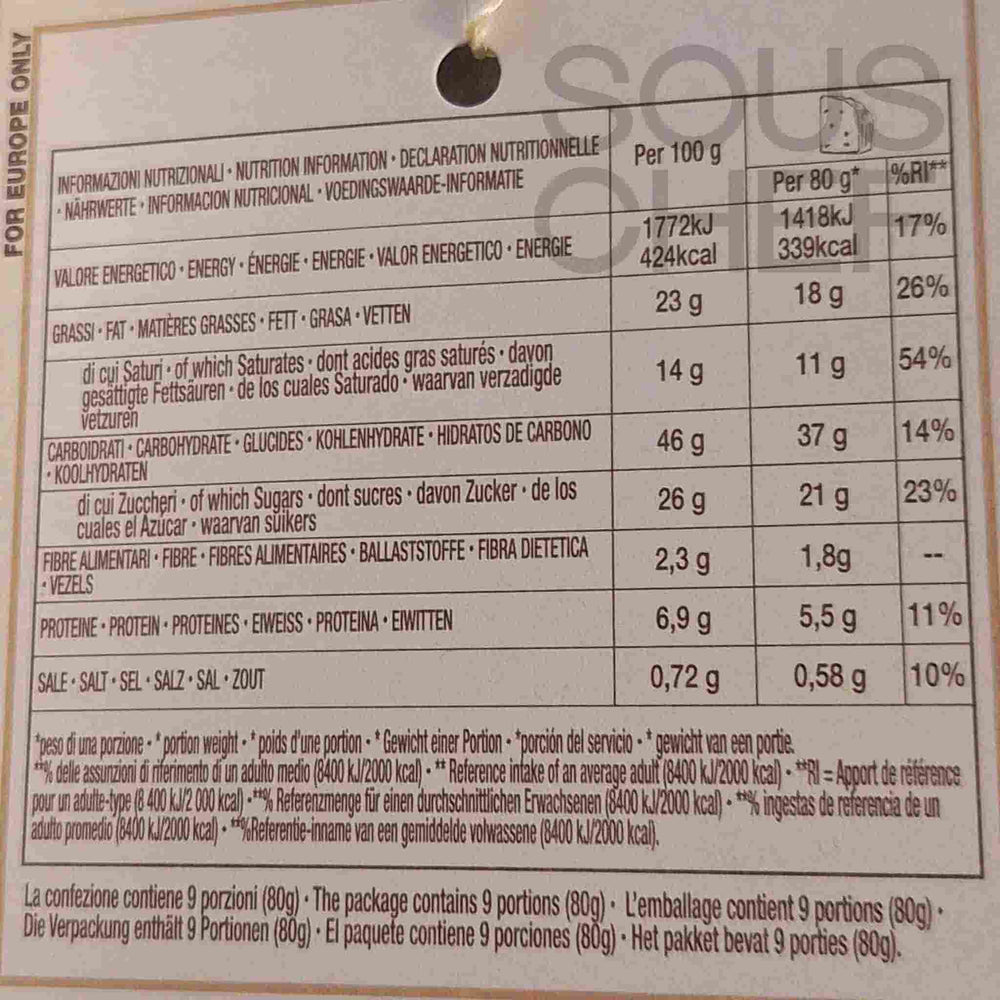 FOR EUROPE ONLY
SOUS
CHEF
INFORMAZIONI NUTRIZIONALI • NUTRITION INFORMATION • DECLARATION NUTRITIONNELLE
• NÄHRWERTE • INFORMACION NUTRICIONAL • VOEDINGSWAARDE-INFORMATIE
Per 100 g
Per 80 g*
%RI**
VALORE ENERGETICO • ENERGY • ÉNERGIE • ENERGIE • VALOR ENERGETICO • ENERGIE
1772kJ
424kcal
1418kJ
339kcal
17%
GRASSI • FAT • MATIÈRES GRASSES • FETT • GRASA • VETTEN
23 g
18 g
26%
di cui Saturi • of which Saturates • dont acides gras saturés • davon
gesättigte Fettsäuren • de los cuales Saturado • waarvan verzadigde
vetzuren
14 g
11 g
54%
CARBOIDRATI • CARBOHYDRATE • GLUCIDES • KOHLENHYDRATE • HIDRATOS DE CARBONO
• KOOLHYDRATEN
46 g
37 g
14%
di cui Zuccheri • of which Sugars • dont sucres • davon Zucker • de los
cuales el Azúcar • waarvan suikers
26 g
21 g
23%
FIBRE ALIMENTARI • FIBRE • FIBRES ALIMENTAIRES • BALLASTSTOFFE • FIBRA DIETETICA
• VEZELS
2,3 g
1,8g
--
PROTEINE • PROTEIN • PROTEINES • EIWEISS • PROTEINA • EIWITTEN
6,9 g
5,5 g
11%
SALE • SALT • SEL • SALZ • SAL • ZOUT
0,72 g
0,58 g
10%
*peso di una porzione • *portion weight • *poids d'une portion • * Gewicht einer Portion • *porción del servicio • * gewicht van een portie.
**% delle assunzioni di riferimento di un adulto medio (8400 kJ/2000 kcal) • ** Reference intake of an average adult (8400 kJ/2000 kcal) • **RI = Apport de référence
pour un adulte-type (8 400 kJ/2 000 kcal) •**% Referenzmenge für einen durchschnittlichen Erwachsenen (8400 kJ/2000 kcal) • **% ingestas de referencia de un
adulto promedio (8400 kJ/2000 kcal) • **%Referentie-inname van een gemiddelde volwassene (8400 kJ/2000 kcal).
La confezione contiene 9 porzioni (80g) • The package contains 9 portions (80g) • L'emballage contient 9 portions (80g) •
Die Verpackung enthält 9 Portionen (80g) • El paquete contiene 9 porciones (80g) • Het pakket bevat 9 porties (80g).